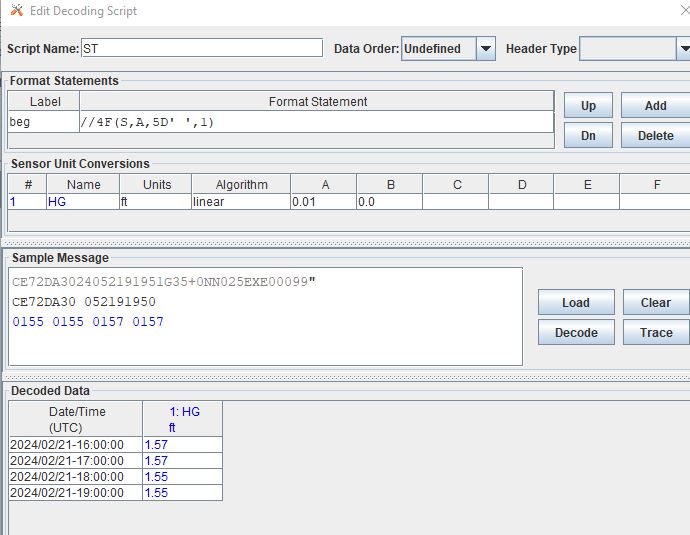 Edit Decoding Script
Script Name: ST Data Order: Undefined Header Type
Format Statements
Label Format Statement
beg //4F(S,A,5D' ',1)
Up Add
Dn Delete
Sensor Unit Conversions
# Name Units Algorithm A B C D E F
1 HG ft linear 0.01 0.0
Sample Message
CE72DA3024052191951G35+0NN025EXE00099"
CE72DA30 052191950
0155 0155 0157 0157
Load Clear
Decode Trace
Decoded Data
Date/Time 1: HG
(UTC) ft
2024/02/21-16:00:00 1.57
2024/02/21-17:00:00 1.57
2024/02/21-18:00:00 1.55
2024/02/21-19:00:00 1.55